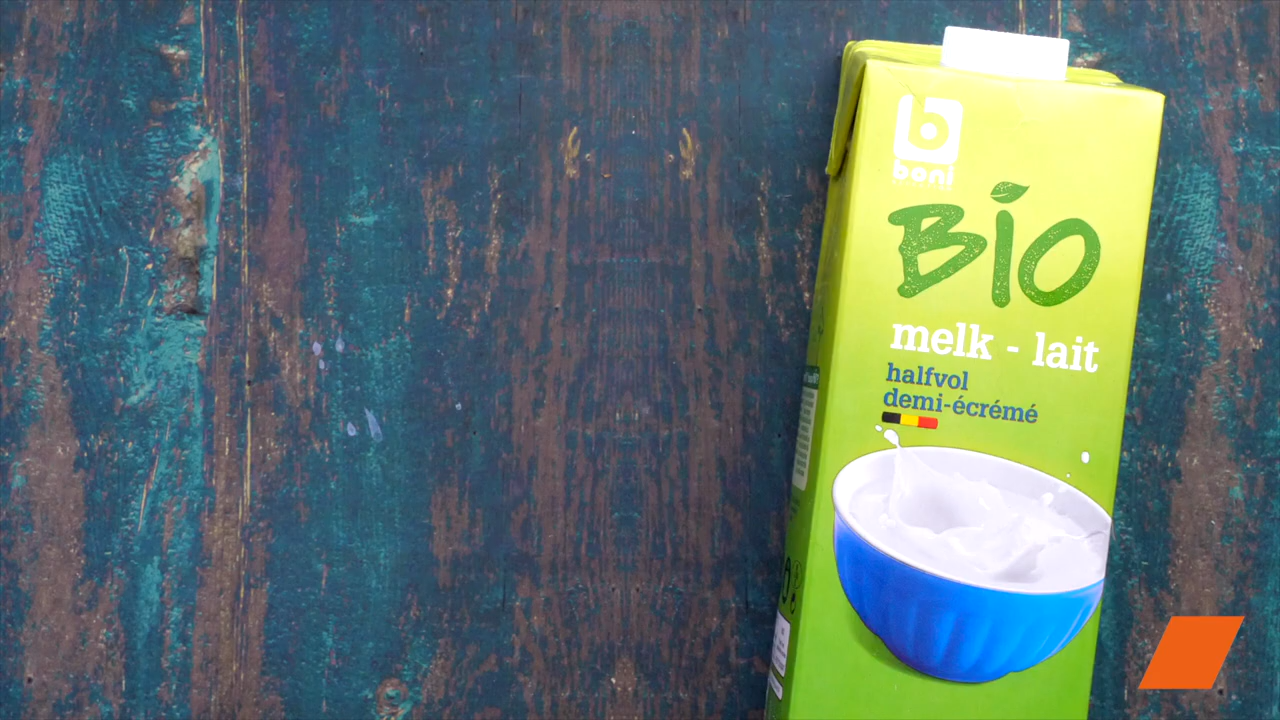 boni
BIO
melk - lait
halfvol
demi-écrémé